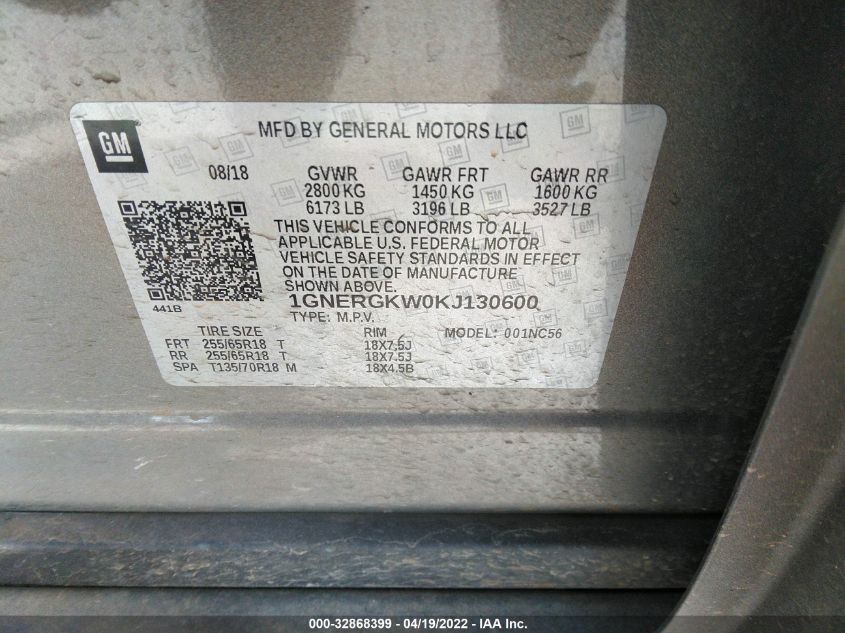 GM
MFD BY GENERAL MOTORS LLC
08/18 GVWR GAWR FRT GAWR RR
2800 KG 1450 KG 1600 KG
6173 LB 3196 LB 3527 LB
THIS VEHICLE CONFORMS TO ALL
APPLICABLE U.S. FEDERAL MOTOR
VEHICLE SAFETY STANDARDS IN EFFECT
ON THE DATE OF MANUFACTURE
SHOWN ABOVE.
441B
1GNERGKW0KJ130600
TYPE: M.P.V.
TIRE SIZE RIM MODEL: 001NC56
FRT 255/65R18 T 18X7.5J
RR 255/65R18 T 18X7.5J
SPA T135/70R18 M 18X4.5B
000-32868399 - 04/19/2022 - IAA Inc.